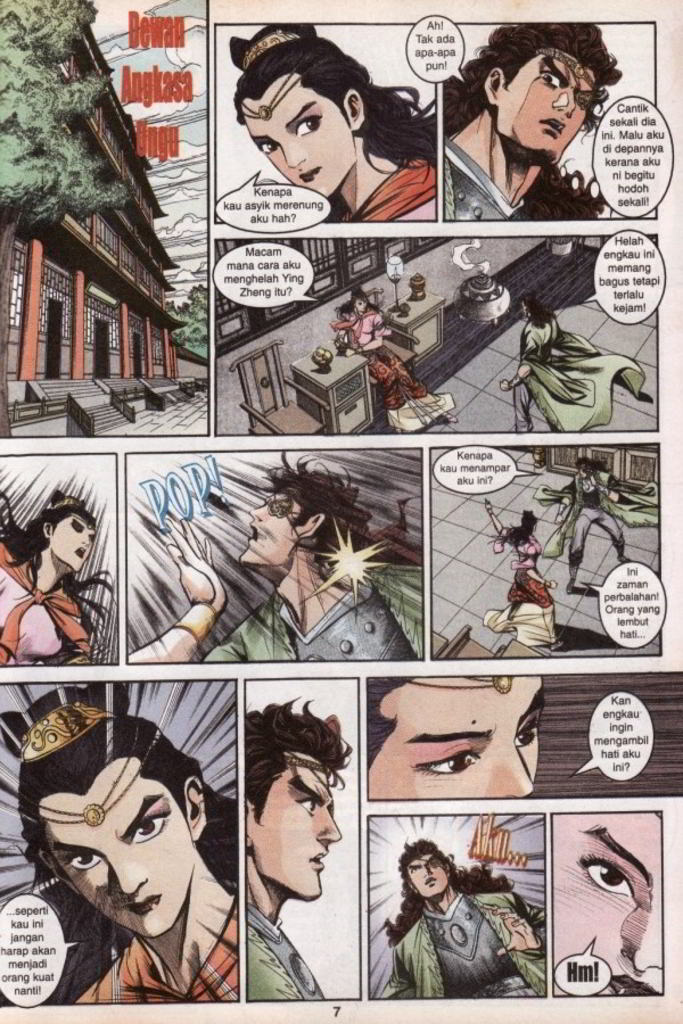 Dewan
Angkasa
Ungu
Ah!
Tak ada
apa-apa
pun!
Kenapa
kau asyik merenung
aku hah?
Cantik
sekali dia
ini. Malu aku
di depannya
kerana aku
ni begitu
hodoh
sekali!
Macam
mana cara aku
menghelah Ying
Zheng itu?
Helah
engkau ini
memang
bagus tetapi
terlalu
kejam!
POP!
Kenapa
kau menampar
aku ini?
Ini
zaman
perbalahan!
Orang yang
lembut
hati...
...seperti
kau ini
jangan
harap akan
menjadi
orang kuat
nanti!
Kan
engkau
ingin
mengambil
hati aku
ini?
Aku...
Hm!
7